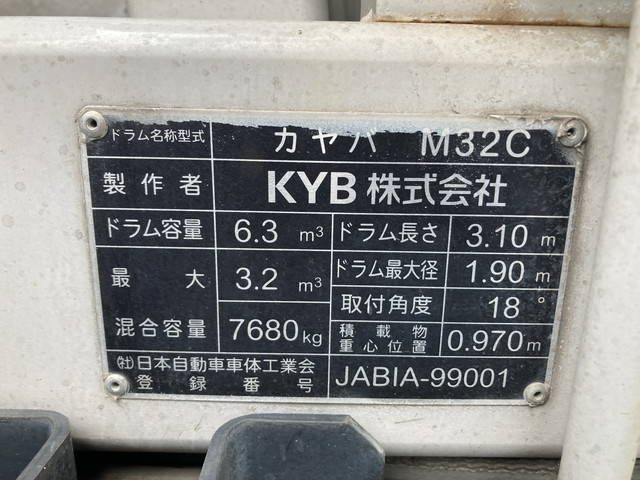 ドラム名称型式 カヤバ M32C
製作者 KYB株式会社
ドラム容量 6.3 m³ ドラム長さ 3.10 m
最大 3.2 m³ ドラム最大径 1.90 m
取付角度 18°
混合容量 7680kg 積載物重心位置 0.970m
㈳日本自動車車体工業会 JABIA-99001
登録番号